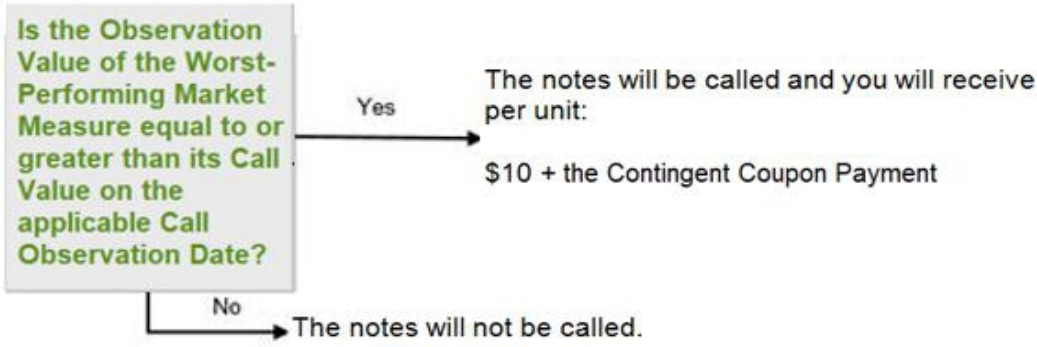 Is the Observation
Value of the Worst-
Performing Market
Measure equal to or
greater than its Call
Value on the
applicable Call
Observation Date?
Yes
The notes will be called and you will receive
per unit:
$10 + the Contingent Coupon Payment
No
The notes will not be called.